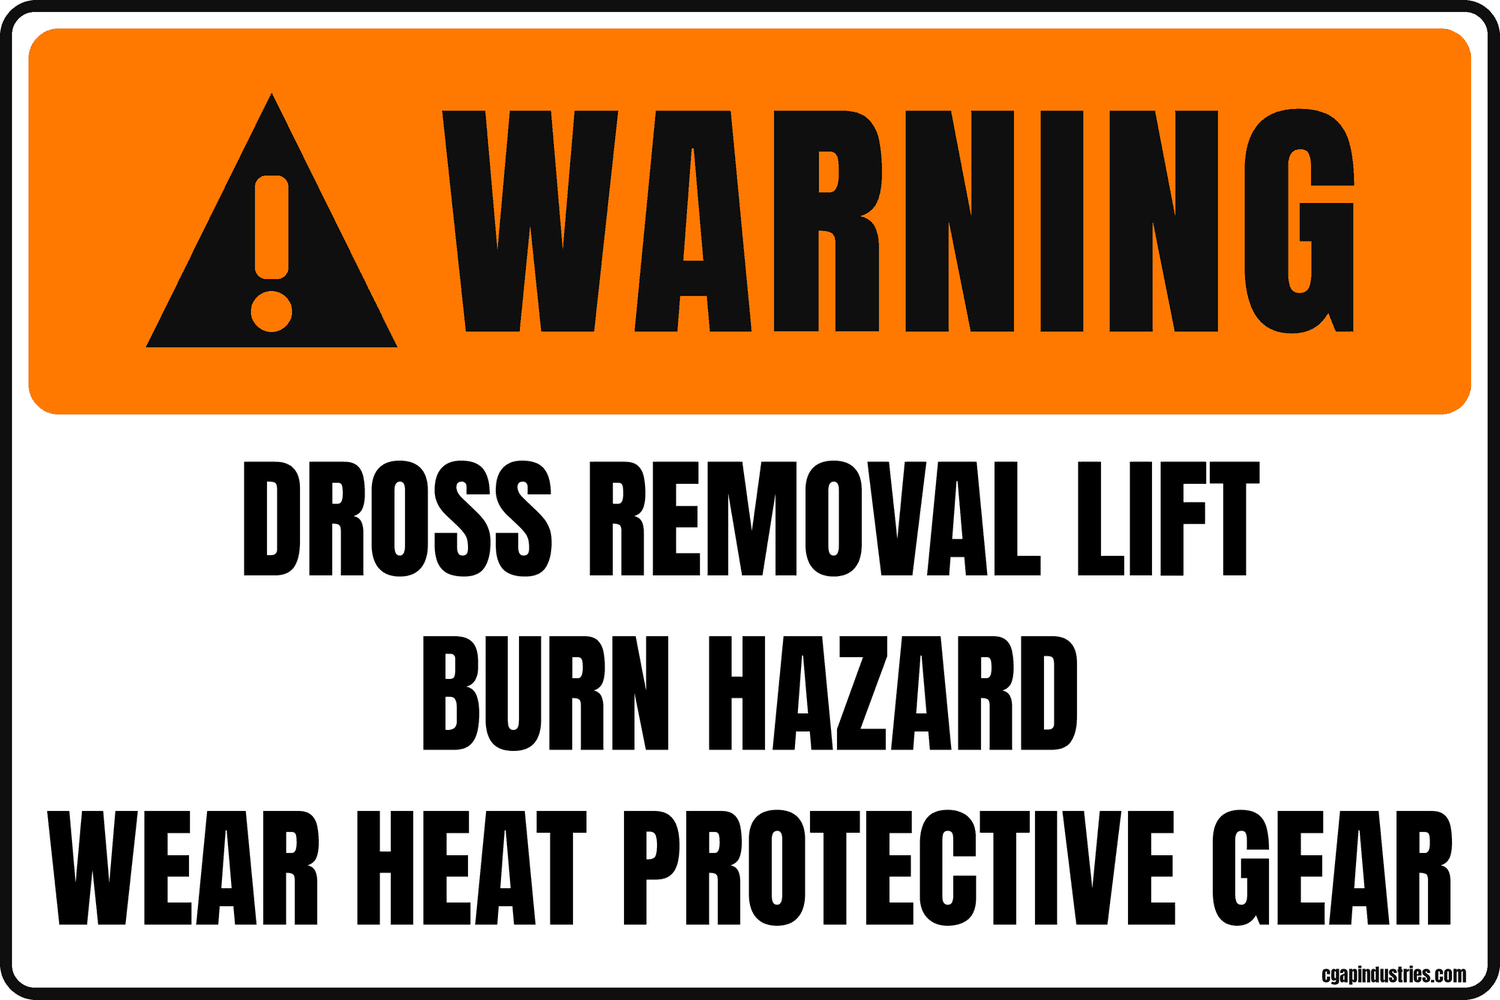 WARNING
DROSS REMOVAL LIFT
BURN HAZARD
WEAR HEAT PROTECTIVE GEAR
cgapindustries.com